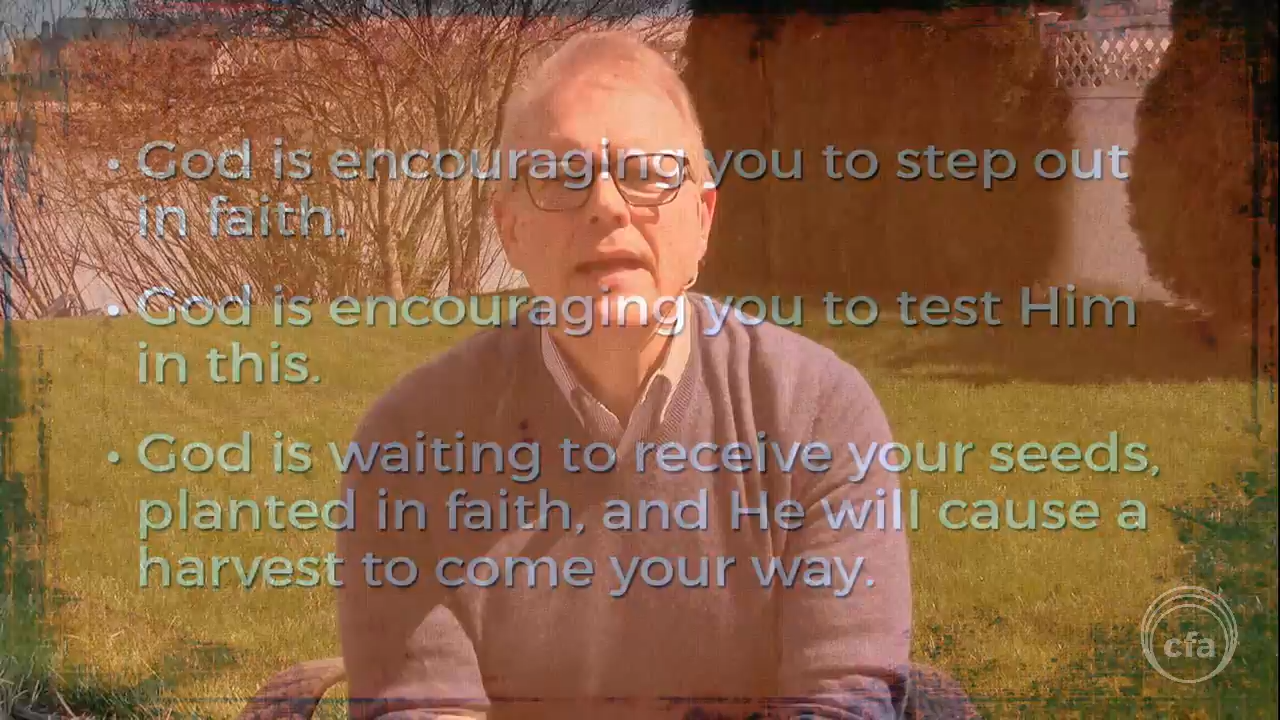 • God is encouraging you to step out
in faith.
• God is encouraging you to test Him
in this.
• God is waiting to receive your seeds,
planted in faith, and He will cause a
harvest to come your way.
cfa